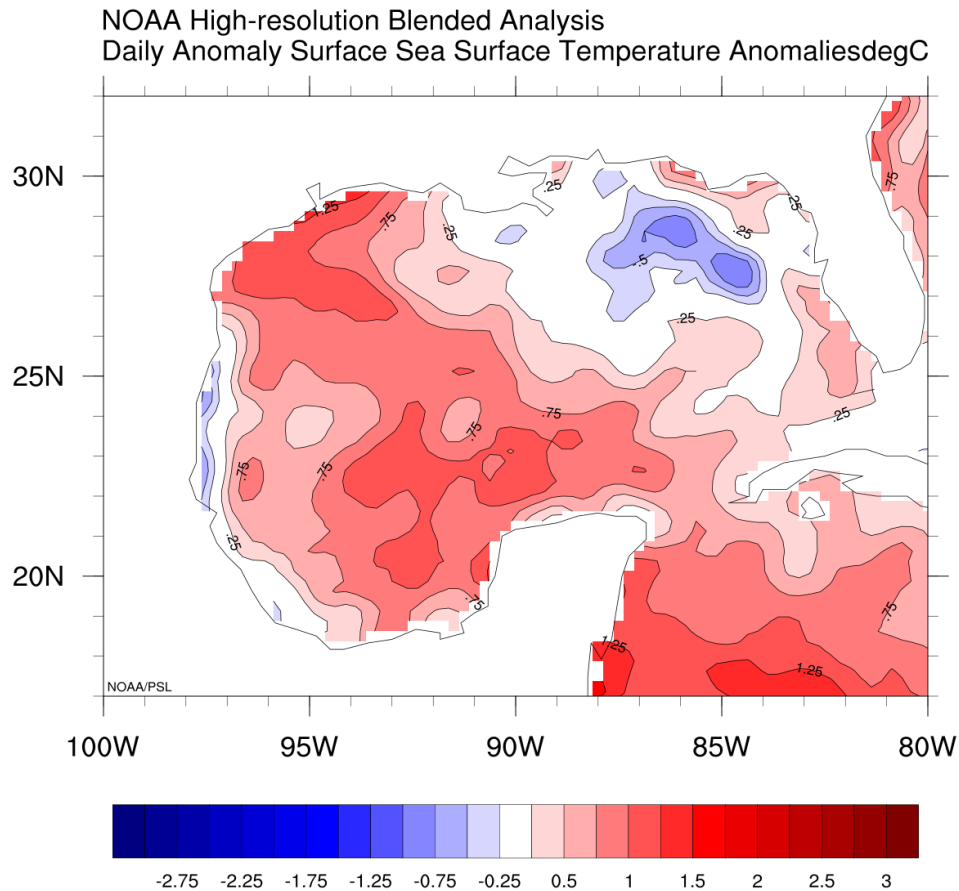 NOAA High-resolution Blended Analysis
Daily Anomaly Surface Sea Surface Temperature AnomaliesdegC
30N
25N
20N
1.25
.75
.25
.25
.25
.25
.75
-.5
.25
.75
.25
.75
.75
.75
.25
.75
.75
1.25
1.25
NOAA/PSL
100W 95W 90W 85W 80W
-2.75 -2.25 -1.75 -1.25 -0.75 -0.25 0.5 1 1.5 2 2.5 3